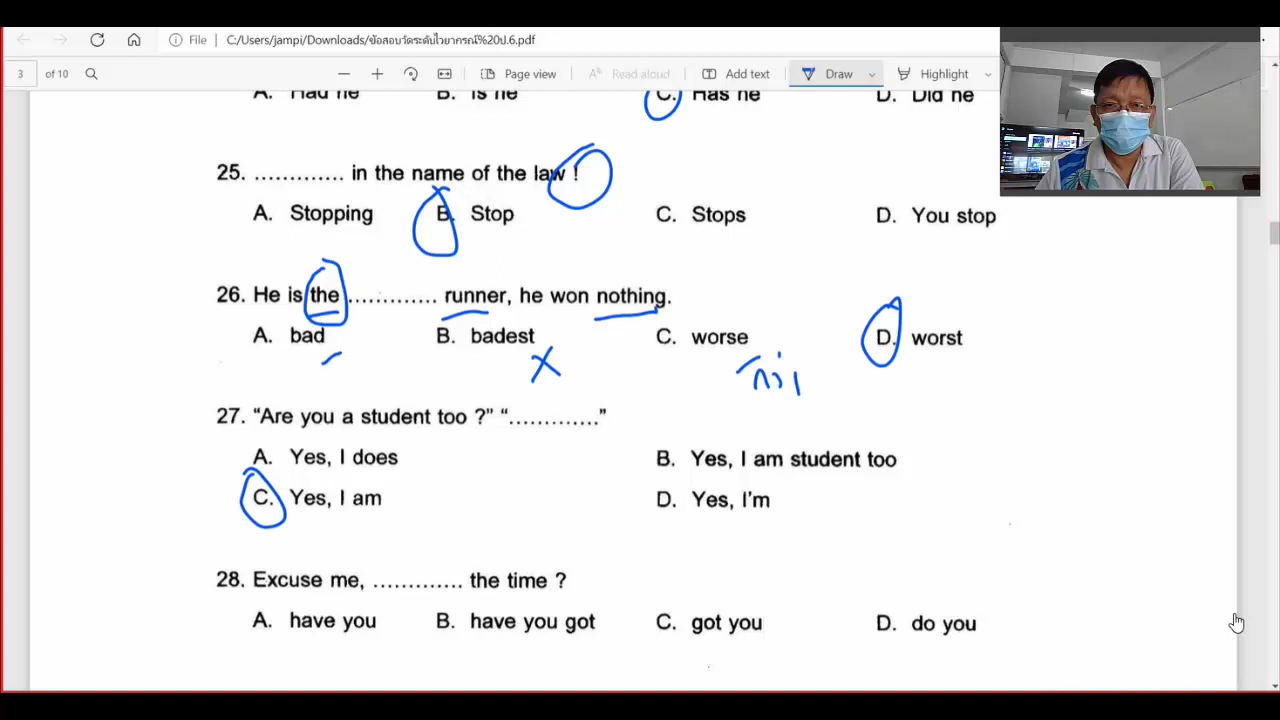 File C:/Users/jampi/Downloads/ข้อสอบวัดระดับไวยากรณ์%20ป.6.pdf
3 of 10 Page view Read aloud Add text Draw Highlight
A. Had he B. Is he C. Has he D. Did he
25. ............. in the name of the law !
A. Stopping B. Stop C. Stops D. You stop
26. He is the ............. runner, he won nothing.
A. bad B. badest C. worse D. worst
27. “Are you a student too ?” “.............”
A. Yes, I does B. Yes, I am student too
C. Yes, I am D. Yes, I’m
28. Excuse me, ............. the time ?
A. have you B. have you got C. got you D. do you